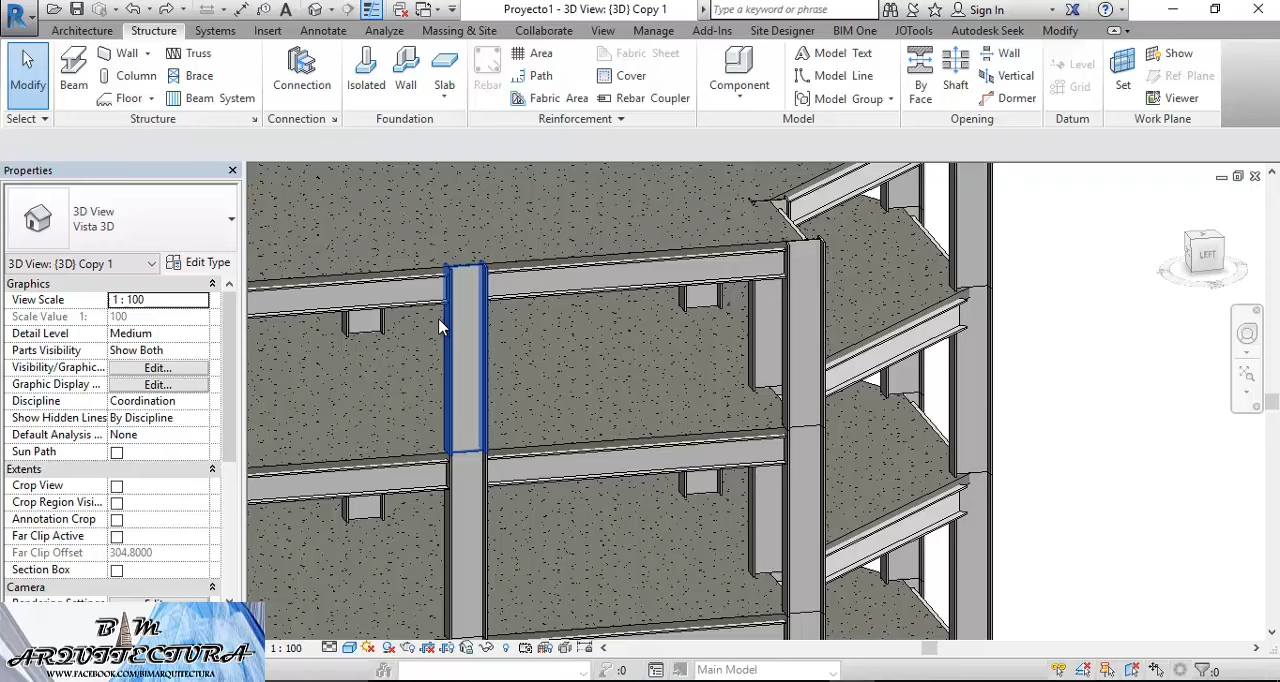 Proyecto1 - 3D View: {3D} Copy 1
Type a keyword or phrase
Sign In
Architecture Structure Systems Insert Annotate Analyze Massing & Site Collaborate View Manage Add-Ins Site Designer BIM One JOTools Autodesk Seek Modify
Wall Truss Area Fabric Sheet Model Text Wall Level Show
Modify Beam Column Brace Connection Isolated Wall Slab Rebar Path Cover Component Model Line By Face Shaft Vertical Grid Set Ref Plane
Floor Beam System Fabric Area Rebar Coupler Model Group Dormer Viewer
Select Structure Connection Foundation Reinforcement Model Opening Datum Work Plane
Properties
3D View
Vista 3D
3D View: {3D} Copy 1 Edit Type
Graphics
View Scale 1 : 100
Scale Value 1: 100
Detail Level Medium
Parts Visibility Show Both
Visibility/Graphic... Edit...
Graphic Display ... Edit...
Discipline Coordination
Show Hidden Lines By Discipline
Default Analysis ... None
Sun Path
Extents
Crop View
Crop Region Visi...
Annotation Crop
Far Clip Active
Far Clip Offset 304.8000
Section Box
Camera
LEFT
BIM
ARQUITECTURA
WWW.FACEBOOK.COM/BIMARQUITECTURA
1 : 100
:0
Main Model
:0